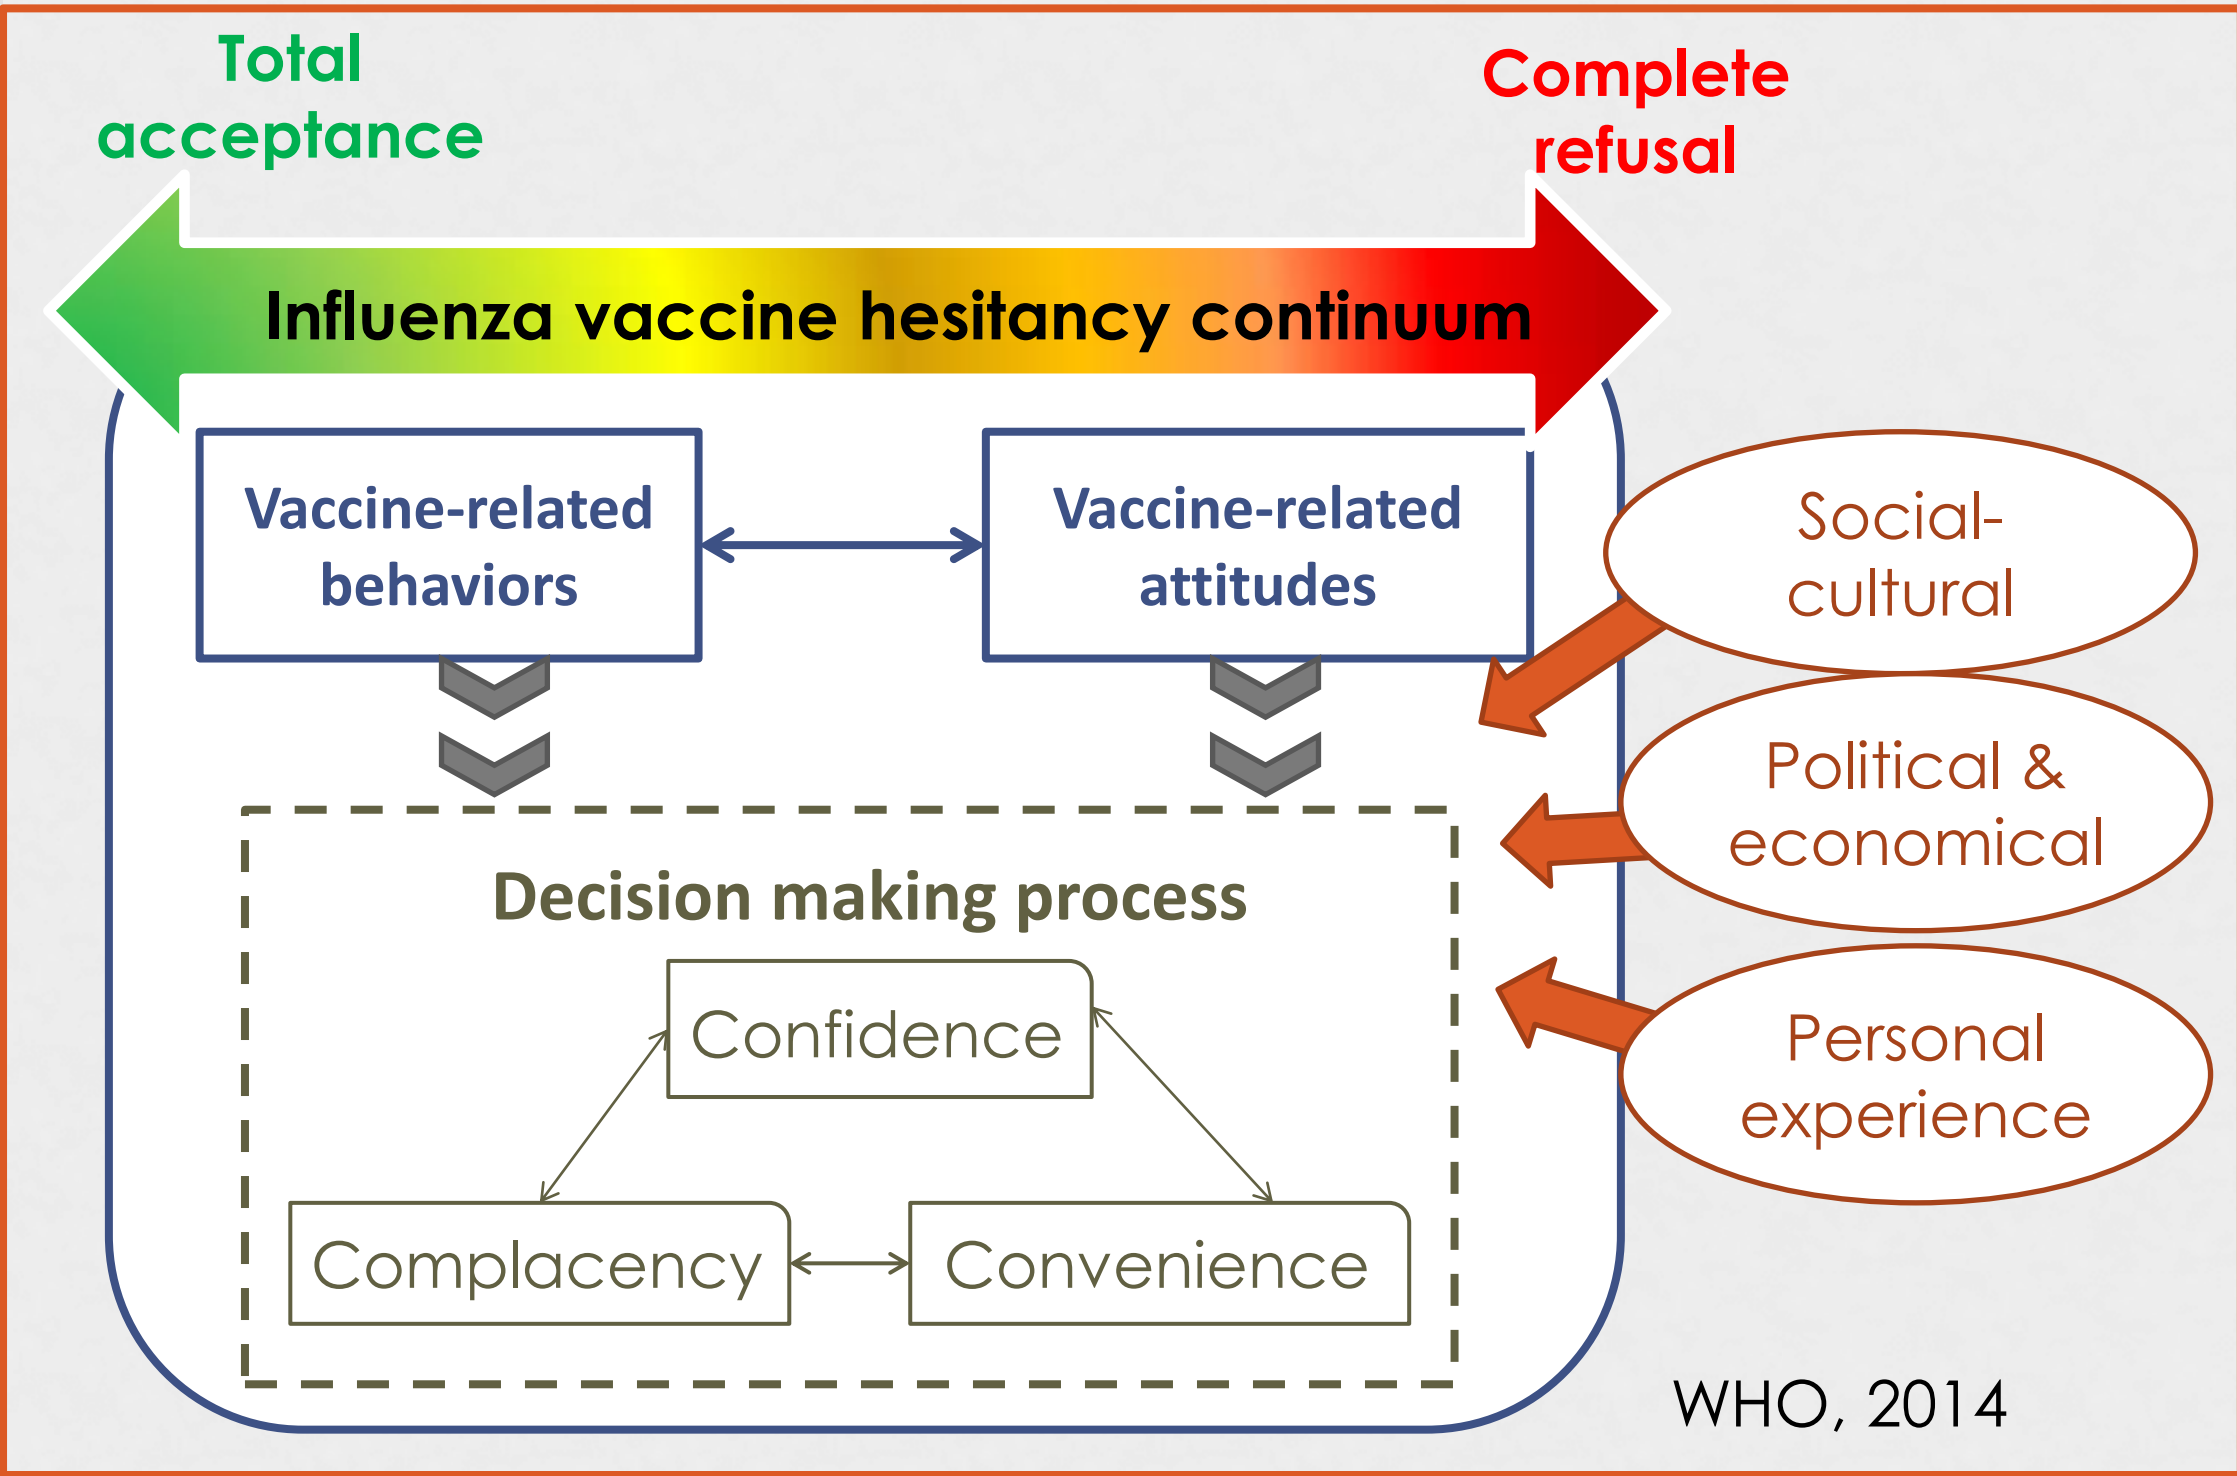 Total
acceptance
Complete
refusal
Influenza vaccine hesitancy continuum
Vaccine-related
behaviors
Vaccine-related
attitudes
Social-
cultural
Political &
economical
Personal
experience
Decision making process
Confidence
Complacency
Convenience
WHO, 2014